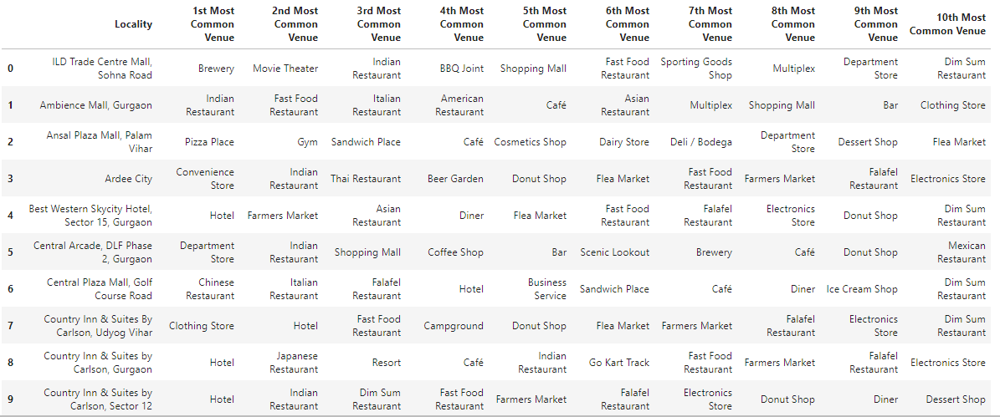 Locality 1st Most Common Venue 2nd Most Common Venue 3rd Most Common Venue 4th Most Common Venue 5th Most Common Venue 6th Most Common Venue 7th Most Common Venue 8th Most Common Venue 9th Most Common Venue 10th Most Common Venue
0 ILD Trade Centre Mall, Sohna Road Brewery Movie Theater Indian Restaurant BBQ Joint Shopping Mall Fast Food Restaurant Sporting Goods Shop Multiplex Department Store Dim Sum Restaurant
1 Ambience Mall, Gurgaon Indian Restaurant Fast Food Restaurant Italian Restaurant American Restaurant Café Asian Restaurant Multiplex Shopping Mall Bar Clothing Store
2 Ansal Plaza Mall, Palam Vihar Pizza Place Gym Sandwich Place Café Cosmetics Shop Dairy Store Deli / Bodega Department Store Dessert Shop Flea Market
3 Ardee City Convenience Store Indian Restaurant Thai Restaurant Beer Garden Donut Shop Flea Market Fast Food Restaurant Farmers Market Falafel Restaurant Electronics Store
4 Best Western Skycity Hotel, Sector 15, Gurgaon Hotel Farmers Market Asian Restaurant Diner Flea Market Fast Food Restaurant Falafel Restaurant Electronics Store Donut Shop Dim Sum Restaurant
5 Central Arcade, DLF Phase 2, Gurgaon Department Store Indian Restaurant Shopping Mall Coffee Shop Bar Scenic Lookout Brewery Café Donut Shop Mexican Restaurant
6 Central Plaza Mall, Golf Course Road Chinese Restaurant Italian Restaurant Falafel Restaurant Hotel Business Service Sandwich Place Café Diner Ice Cream Shop Dim Sum Restaurant
7 Country Inn & Suites By Carlson, Udyog Vihar Clothing Store Hotel Fast Food Restaurant Campground Donut Shop Flea Market Farmers Market Falafel Restaurant Electronics Store Dim Sum Restaurant
8 Country Inn & Suites by Carlson, Gurgaon Hotel Japanese Restaurant Resort Café Indian Restaurant Go Kart Track Fast Food Restaurant Farmers Market Falafel Restaurant Electronics Store
9 Country Inn & Suites by Carlson, Sector 12 Hotel Indian Restaurant Dim Sum Restaurant Fast Food Restaurant Farmers Market Falafel Restaurant Electronics Store Donut Shop Diner Dessert Shop